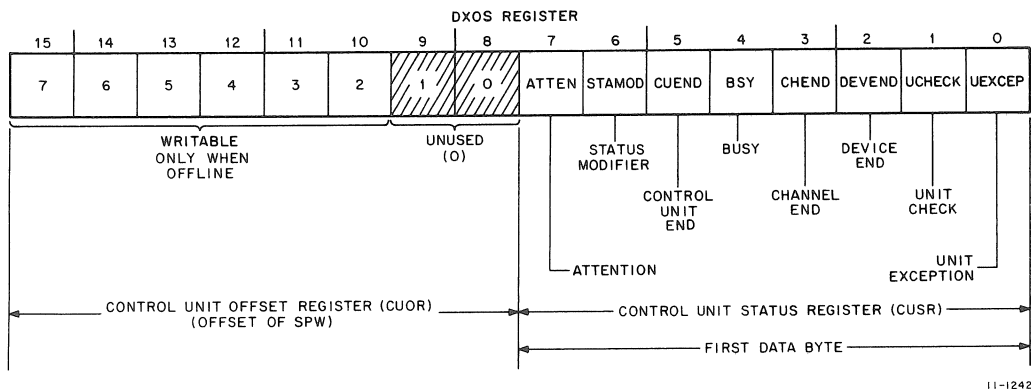 DXOS REGISTER
15 14 13 12 11 10 9 8 7 6 5 4 3 2 1 0
7 6 5 4 3 2 1 0 ATTEN STAMOD CUEND BSY CHEND DEVEND UCHECK UEXCEP
WRITABLE
ONLY WHEN
OFFLINE
UNUSED
(0)
STATUS
MODIFIER
BUSY
DEVICE
END
CONTROL
UNIT
END
CHANNEL
END
UNIT
CHECK
ATTENTION
UNIT
EXCEPTION
CONTROL UNIT OFFSET REGISTER (CUOR)
(OFFSET OF SPW)
CONTROL UNIT STATUS REGISTER (CUSR)
FIRST DATA BYTE
11-1242